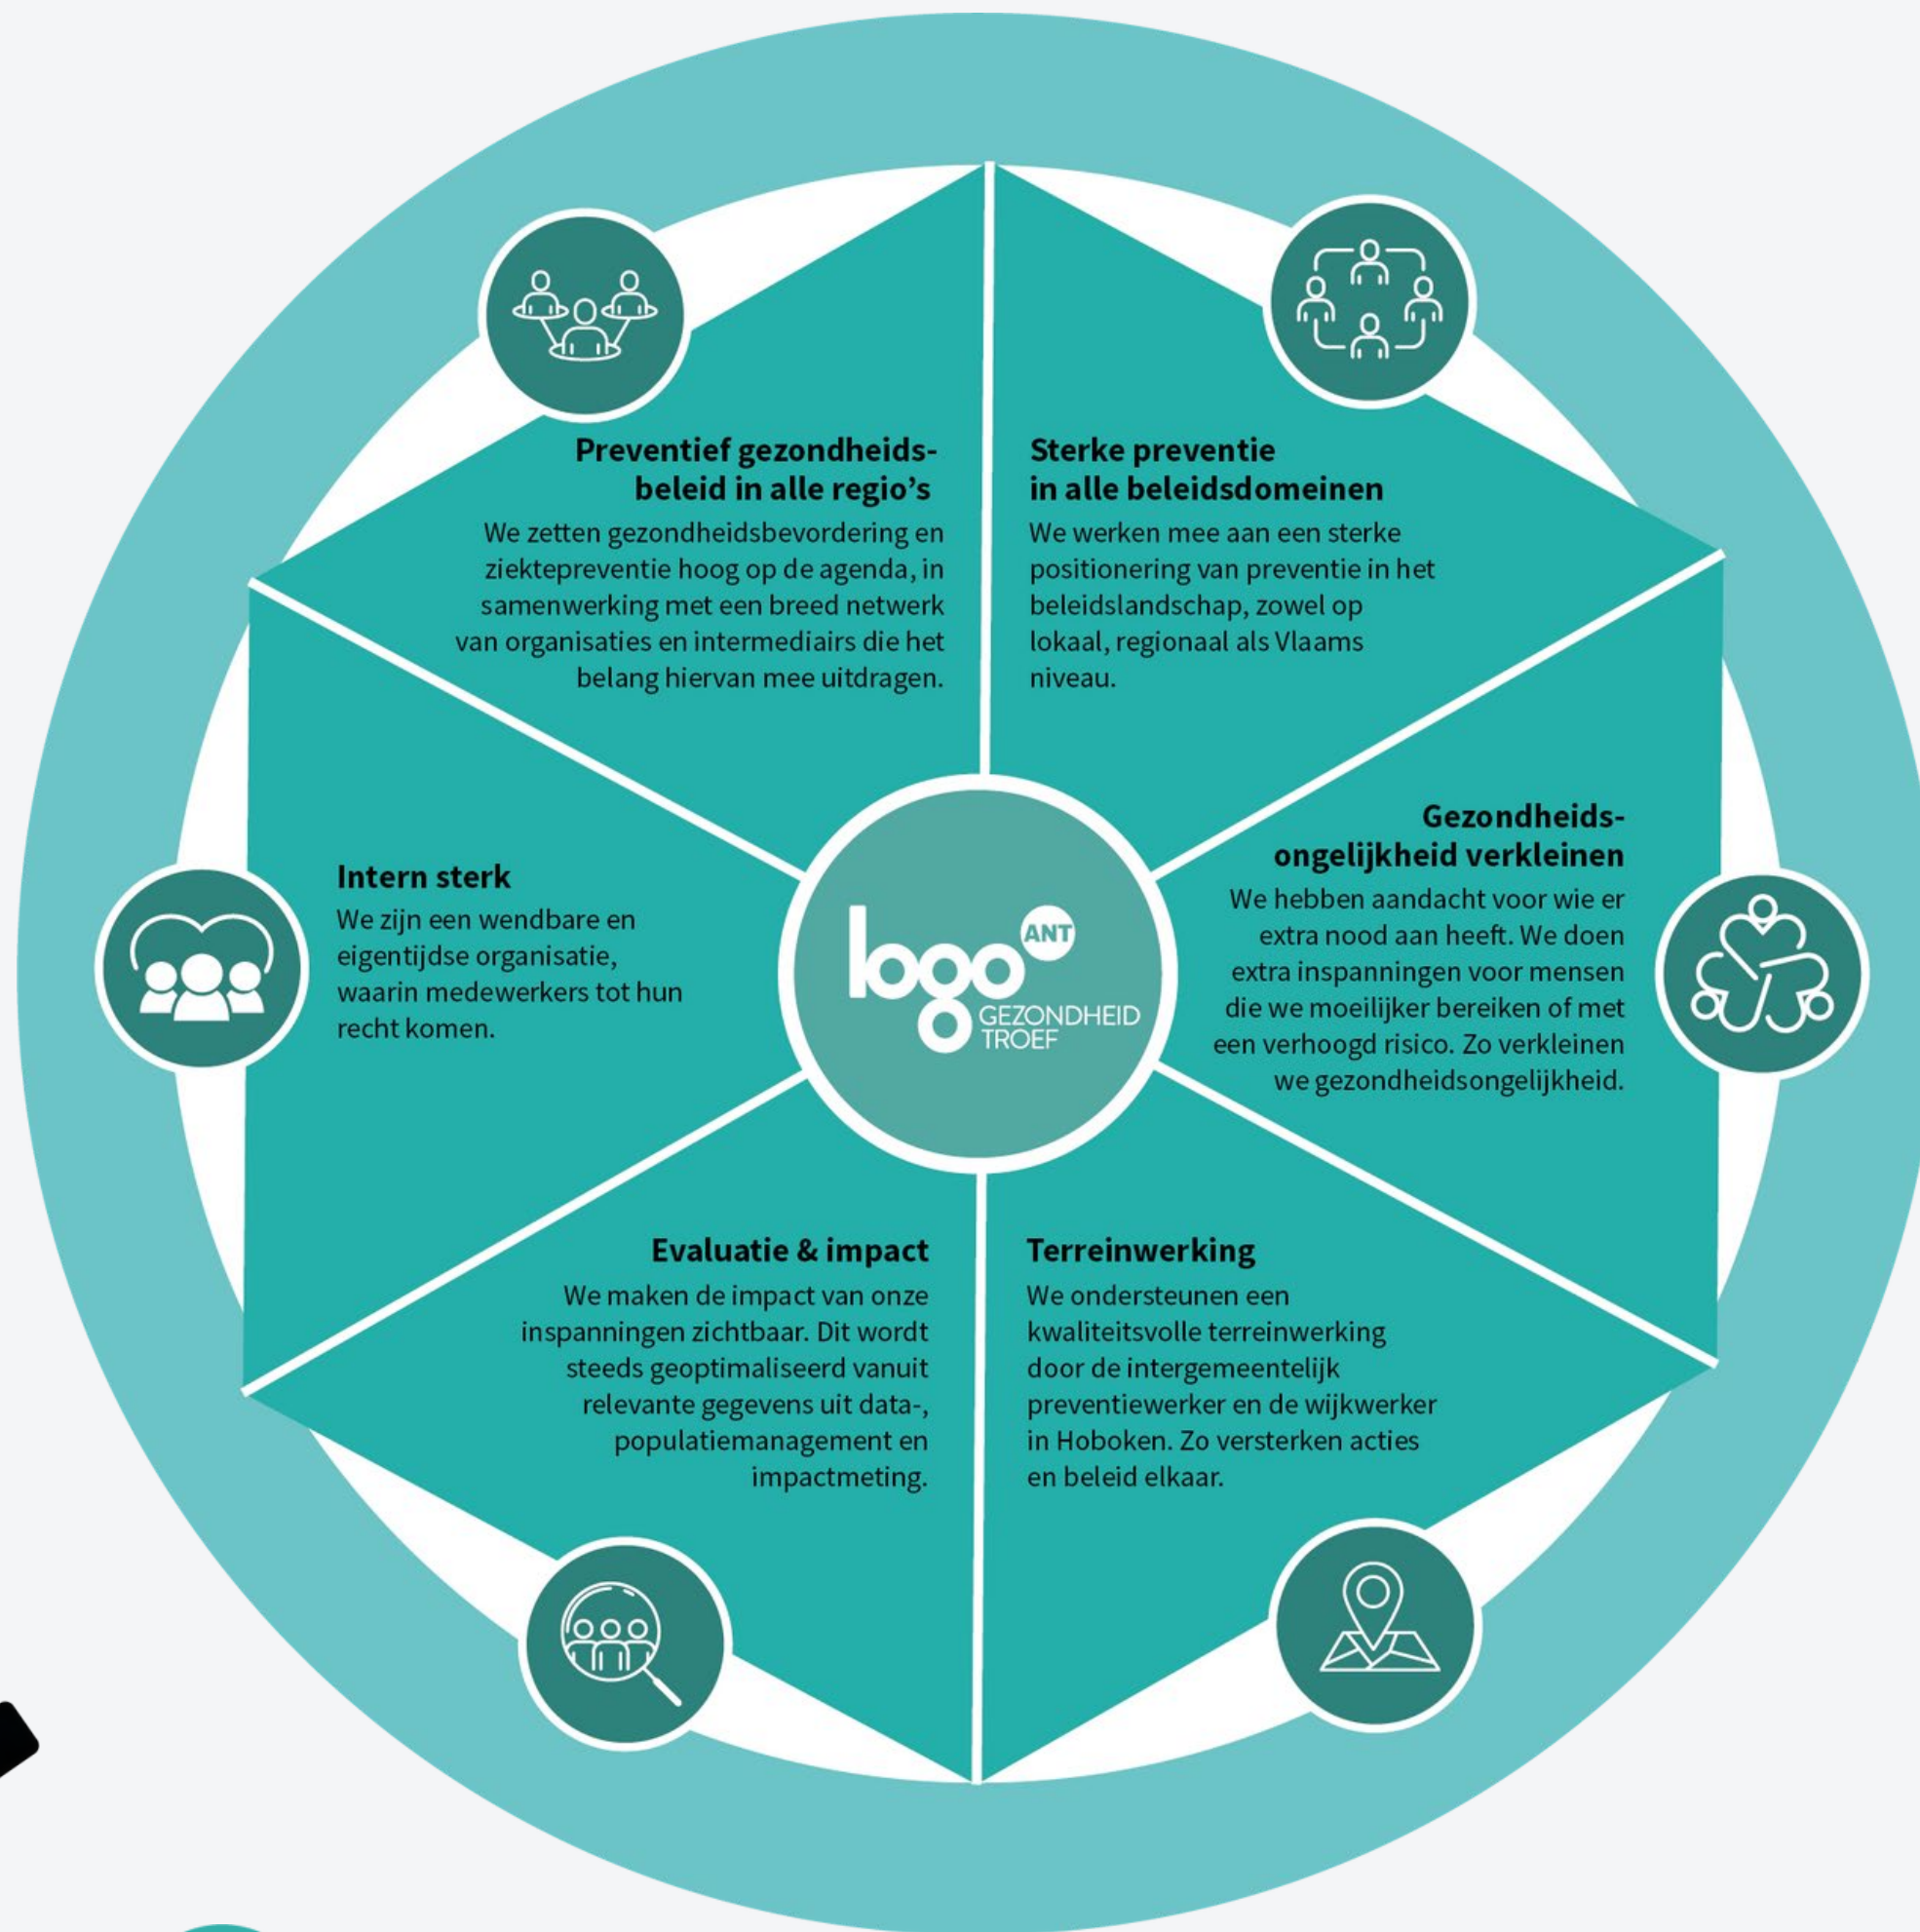 Preventief gezondheids-
beleid in alle regio's
We zetten gezondheidsbevordering en
ziektepreventie hoog op de agenda, in
samenwerking met een breed netwerk
van organisaties en intermediairs die het
belang hiervan mee uitdragen.
Sterke preventie
in alle beleidsdomeinen
We werken mee aan een sterke
positionering van preventie in het
beleidslandschap, zowel op
lokaal, regionaal als Vlaams
niveau.
Intern sterk
We zijn een wendbare en
eigentijdse organisatie,
waarin medewerkers tot hun
recht komen.
logo ANT
GEZONDHEID
TROEF
Gezondheids-
ongelijkheid verkleinen
We hebben aandacht voor wie er
extra nood aan heeft. We doen
extra inspanningen voor mensen
die we moeilijker bereiken of met
een verhoogd risico. Zo verkleinen
we gezondheidsongelijkheid.
Evaluatie & impact
We maken de impact van onze
inspanningen zichtbaar. Dit wordt
steeds geoptimaliseerd vanuit
relevante gegevens uit data-,
populatiemanagement en
impactmeting.
Terreinwerking
We ondersteunen een
kwaliteitsvolle terreinwerking
door de intergemeentelijk
preventiewerker en de wijkwerker
in Hoboken. Zo versterken acties
en beleid elkaar.